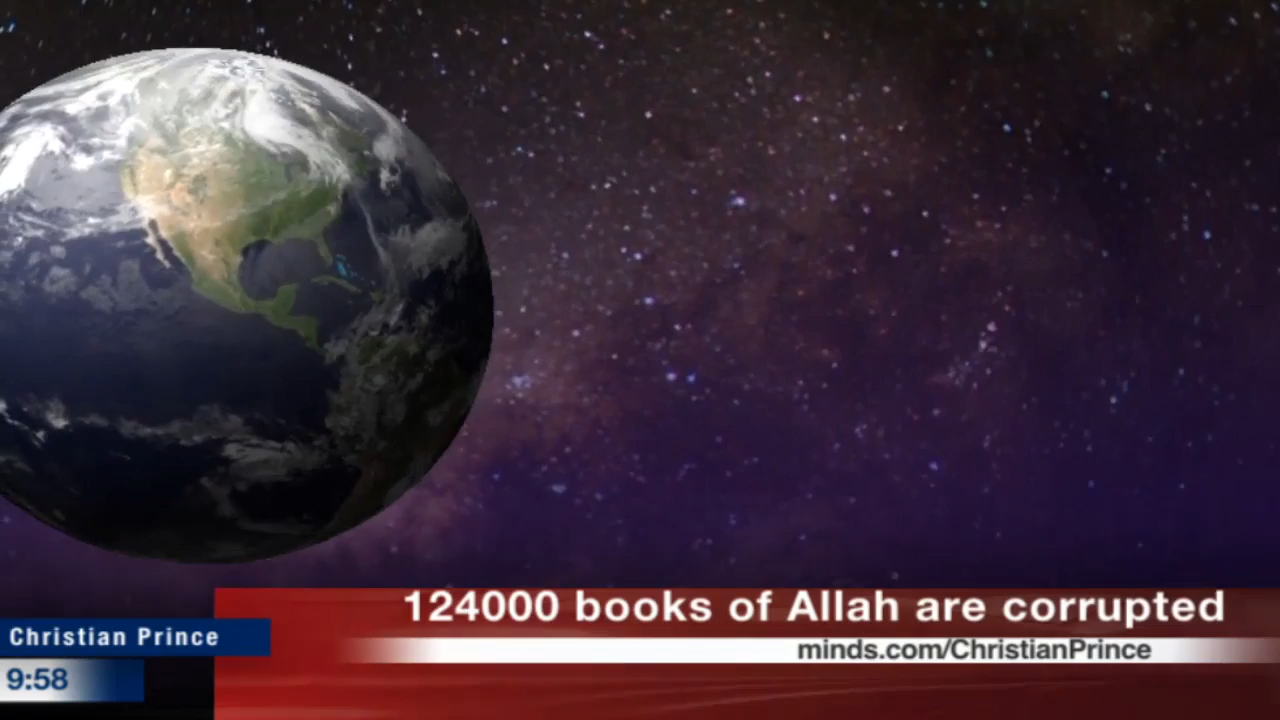 124000 books of Allah are corrupted
Christian Prince
minds.com/ChristianPrince
9:58